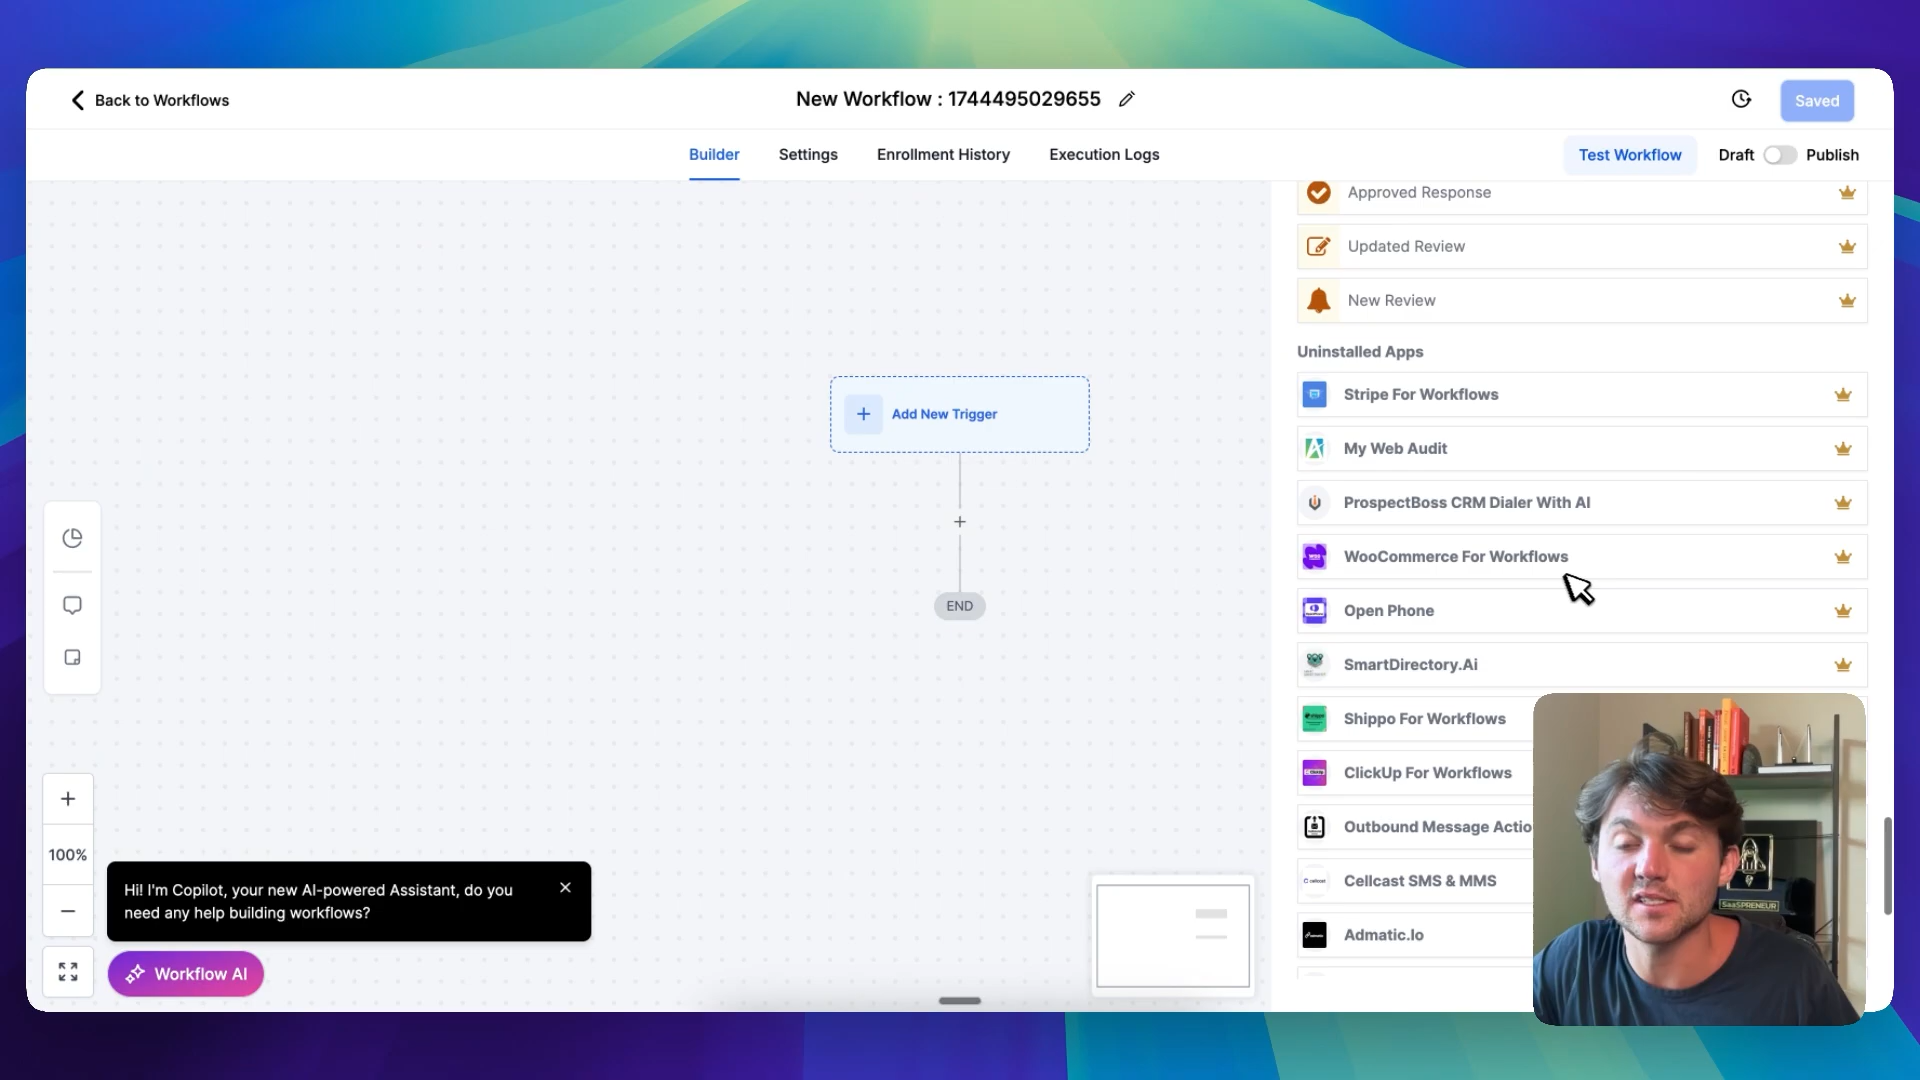 Back to Workflows
New Workflow : 1744495029655
Saved
Builder
Settings
Enrollment History
Execution Logs
Test Workflow
Draft
Publish
Approved Response
Updated Review
New Review
Uninstalled Apps
Stripe For Workflows
My Web Audit
ProspectBoss CRM Dialer With AI
WooCommerce For Workflows
Open Phone
SmartDirectory.Ai
Shippo For Workflows
ClickUp For Workflows
Outbound Message Actio
Cellcast SMS & MMS
Admatic.Io
Add New Trigger
END
100%
Hi! I'm Copilot, your new AI-powered Assistant, do you
need any help building workflows?
Workflow AI
SaaSPRENEUR